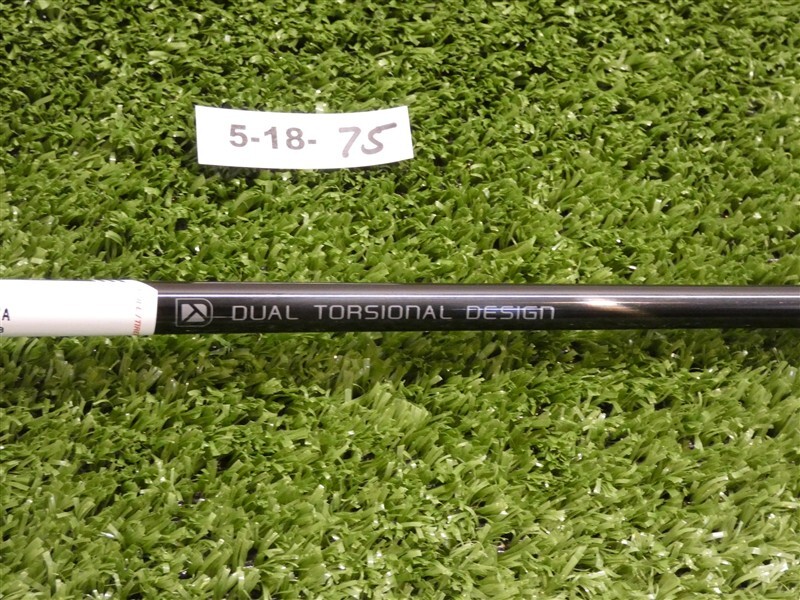 5-18-75
A
a
DUAL TORSIONAL DESIGN